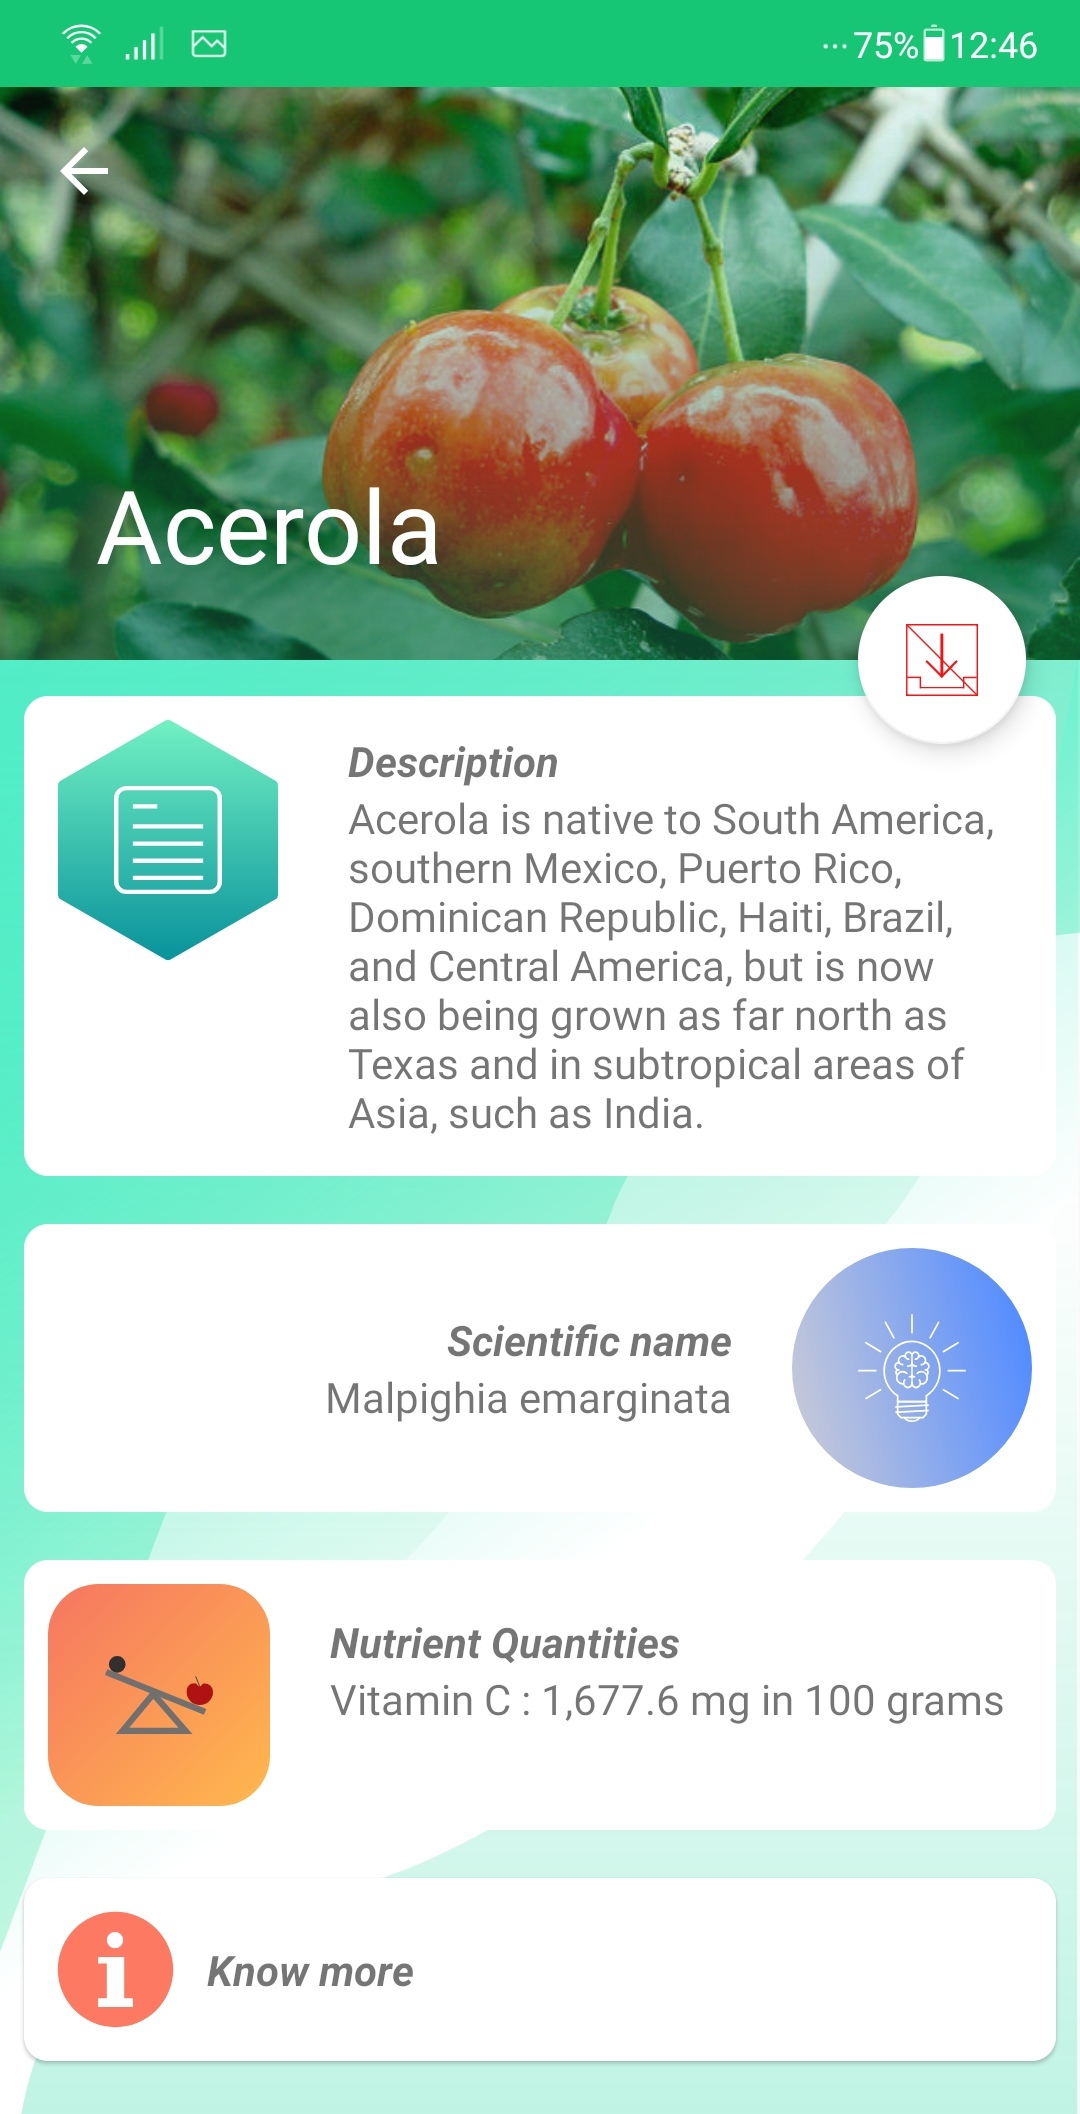 ...75% 12:46
Acerola
Description
Acerola is native to South America,
southern Mexico, Puerto Rico,
Dominican Republic, Haiti, Brazil,
and Central America, but is now
also being grown as far north as
Texas and in subtropical areas of
Asia, such as India.
Scientific name
Malpighia emarginata
Nutrient Quantities
Vitamin C : 1,677.6 mg in 100 grams
Know more